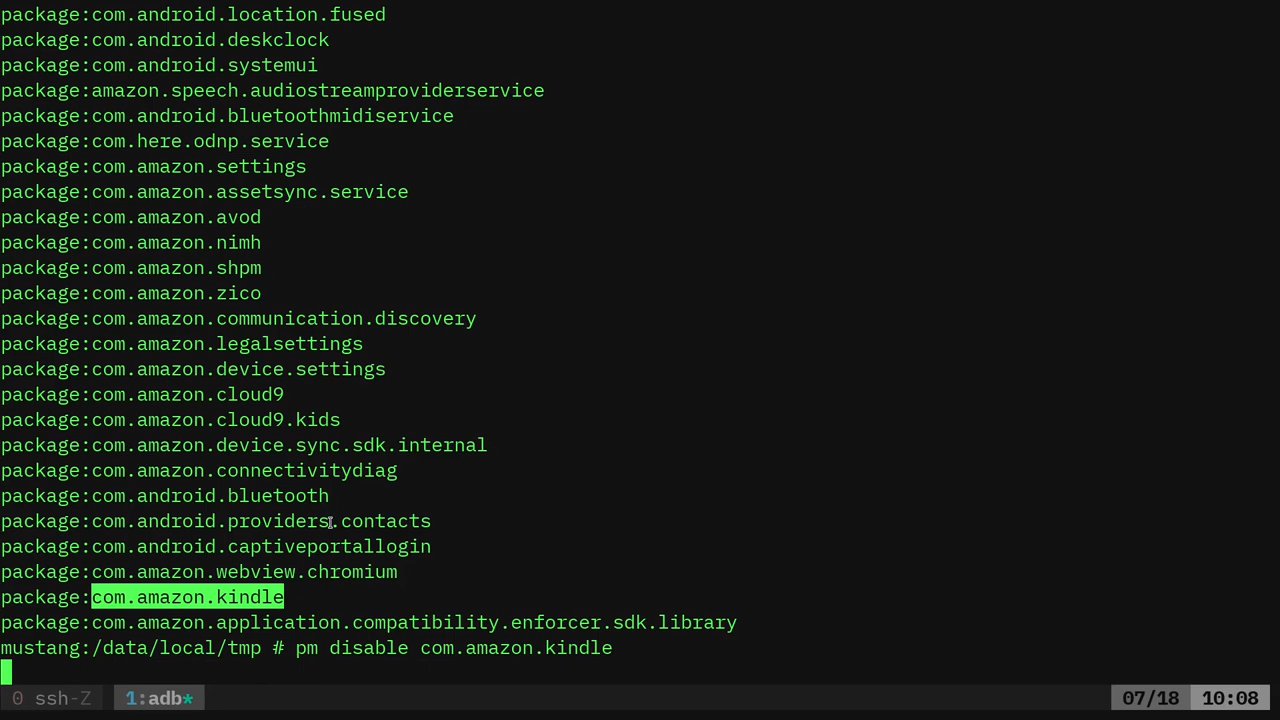 package:com.android.location.fused
package:com.android.deskclock
package:com.android.systemui
package:amazon.speech.audiostreamproviderservice
package:com.android.bluetoothmidiservice
package:com.here.odnp.service
package:com.amazon.settings
package:com.amazon.assetsync.service
package:com.amazon.avod
package:com.amazon.nimh
package:com.amazon.shpm
package:com.amazon.zico
package:com.amazon.communication.discovery
package:com.amazon.legalsettings
package:com.amazon.device.settings
package:com.amazon.cloud9
package:com.amazon.cloud9.kids
package:com.amazon.device.sync.sdk.internal
package:com.amazon.connectivitydiag
package:com.android.bluetooth
package:com.android.providers.contacts
package:com.android.captiveportallogin
package:com.amazon.webview.chromium
package:com.amazon.kindle
package:com.amazon.application.compatibility.enforcer.sdk.library
mustang:/data/local/tmp # pm disable com.amazon.kindle
0 ssh-Z 1:adb* 07/18 10:08